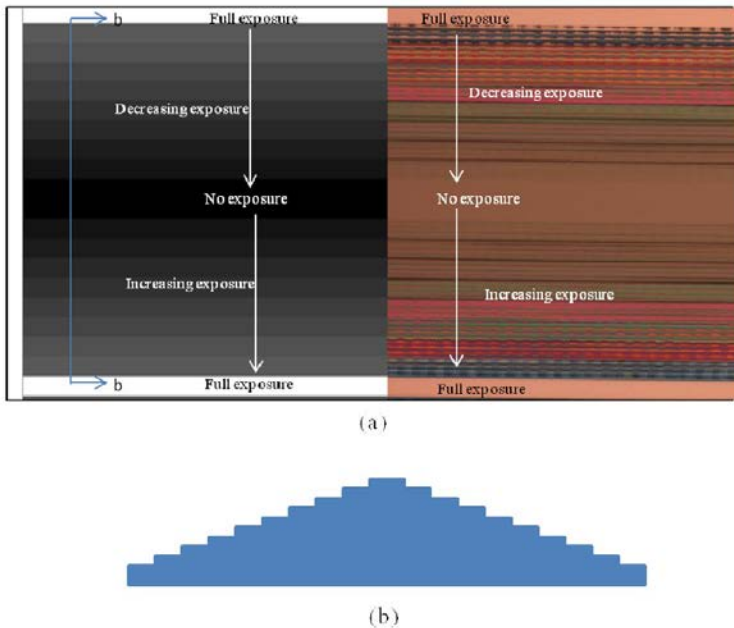 b Full exposure Full exposure
Decreasing exposure Decreasing exposure
No exposure No exposure
Increasing exposure Increasing exposure
b Full exposure Full exposure
(a)
(b)